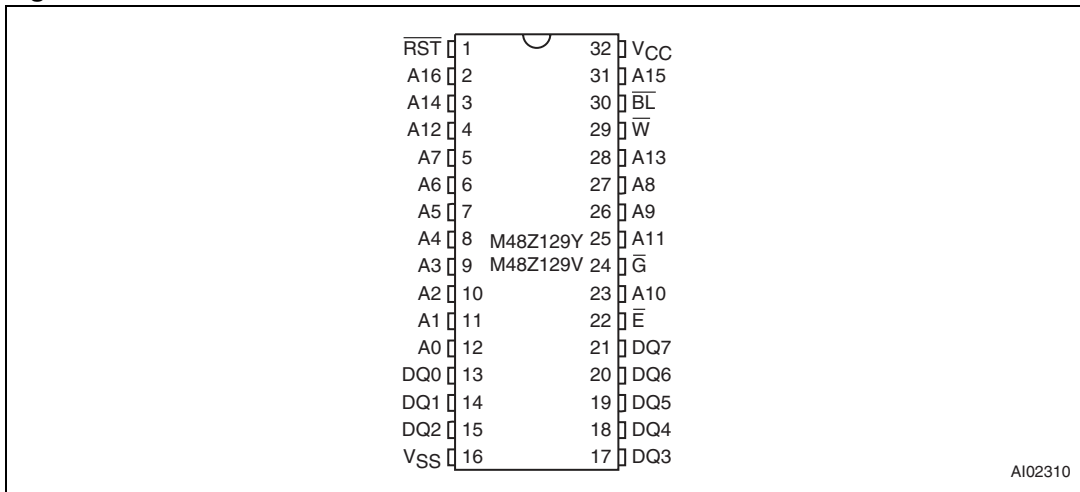 R̅S̅T̅ 1 32 VCC
A16 2 31 A15
A14 3 30 B̅L̅
A12 4 29 W̅
A7 5 28 A13
A6 6 27 A8
A5 7 26 A9
A4 8 M48Z129Y 25 A11
A3 9 M48Z129V 24 G̅
A2 10 23 A10
A1 11 22 E̅
A0 12 21 DQ7
DQ0 13 20 DQ6
DQ1 14 19 DQ5
DQ2 15 18 DQ4
VSS 16 17 DQ3
AI02310